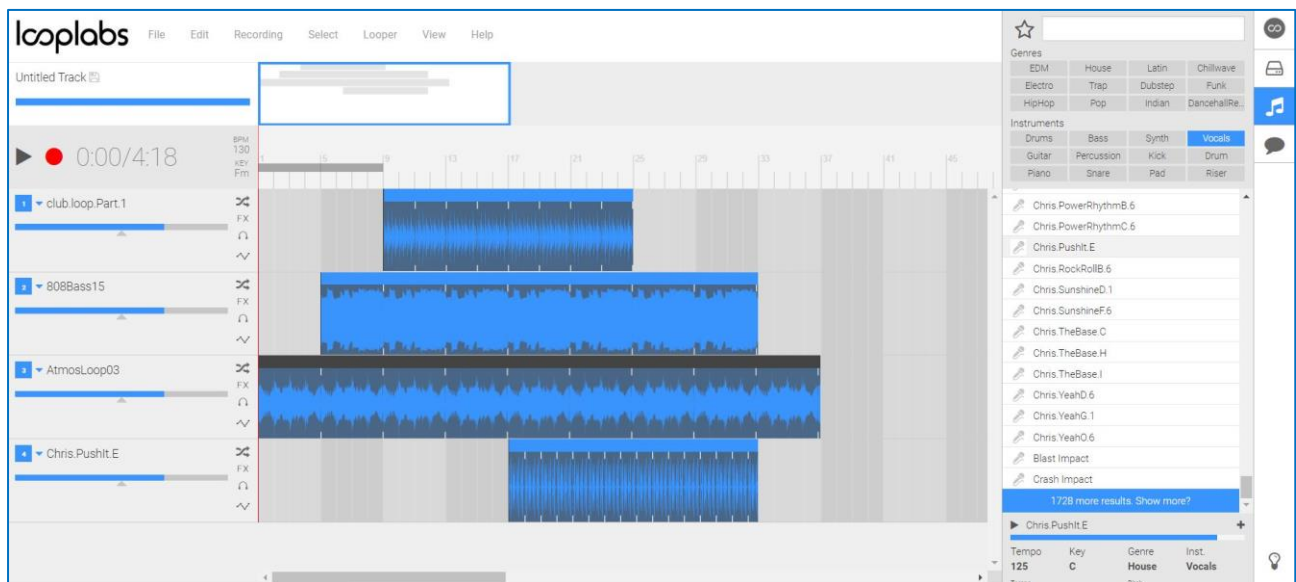 looplabs File Edit Recording Select Looper View Help
Untitled Track
0:00/4:18
BPM
130
KEY
Fm
1 5 9 13 17 21 25 29 33 37 41 45
1 club.loop.Part.1
FX
2 808Bass15
FX
3 AtmosLoop03
FX
4 Chris.PushIt.E
FX
Genres
EDM House Latin Chillwave
Electro Trap Dubstep Funk
HipHop Pop Indian DancehallRe...
Instruments
Drums Bass Synth Vocals
Guitar Percussion Kick Drum
Piano Snare Pad Riser
Chris.PowerRhythmB.6
Chris.PowerRhythmC.6
Chris.PushIt.E
Chris.RockRollB.6
Chris.SunshineD.1
Chris.SunshineF.6
Chris.TheBase.C
Chris.TheBase.H
Chris.TheBase.I
Chris.YeahD.6
Chris.YeahG.1
Chris.YeahO.6
Blast Impact
Crash Impact
1728 more results. Show more?
Chris.PushIt.E
Tempo Key Genre Inst.
125 C House Vocals